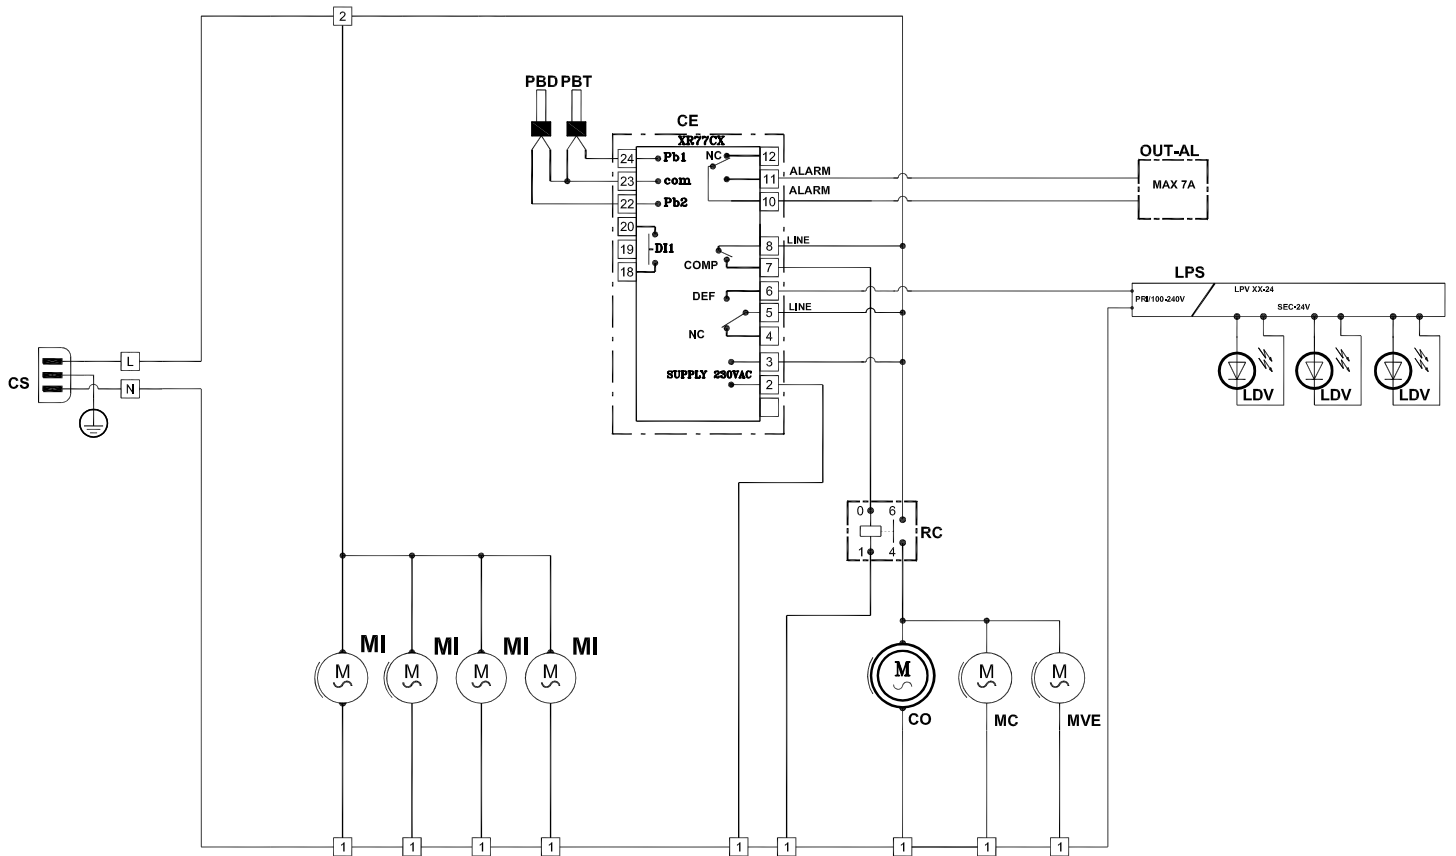 2
PBD PBT
CE
XR77CX
24 Pb1 NC 12
OUT-AL
11 ALARM
23 com
MAX 7A
10 ALARM
22 Pb2
20
8 LINE
19 DI1
COMP 7
18
LPS
DEF 6
LPV XX-24
PRI/100-240V
SEC-24V
5 LINE
NC 4
L
3
CS
SUPPLY 230VAC
2
N
LDV LDV LDV
0 6
RC
1 4
MI MI MI MI
M M M M
M M M
CO MC MVE
1 1 1 1 1 1 1 1 1